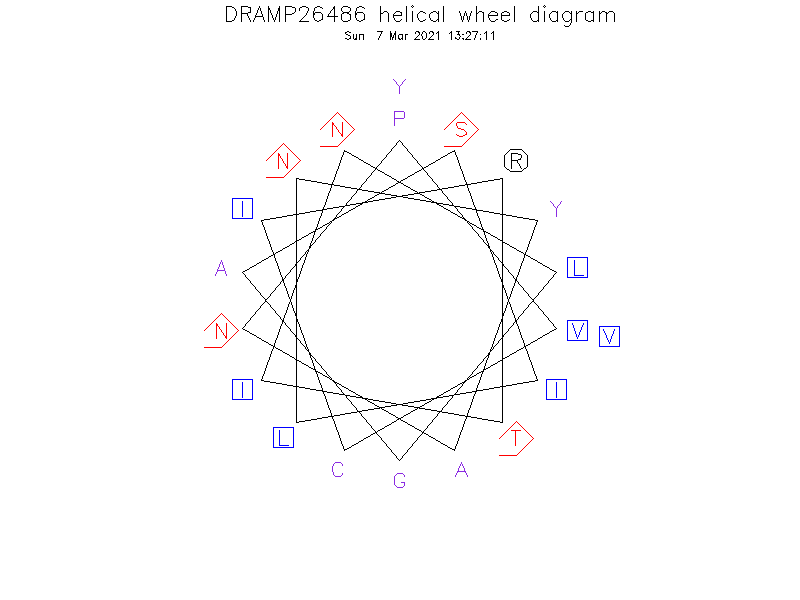 DRAMP26486 helical wheel diagram
Sun 7 Mar 2021 13:27:11
Y
P
N S
N R
I Y
A L
N V V
I I
L T
C G A